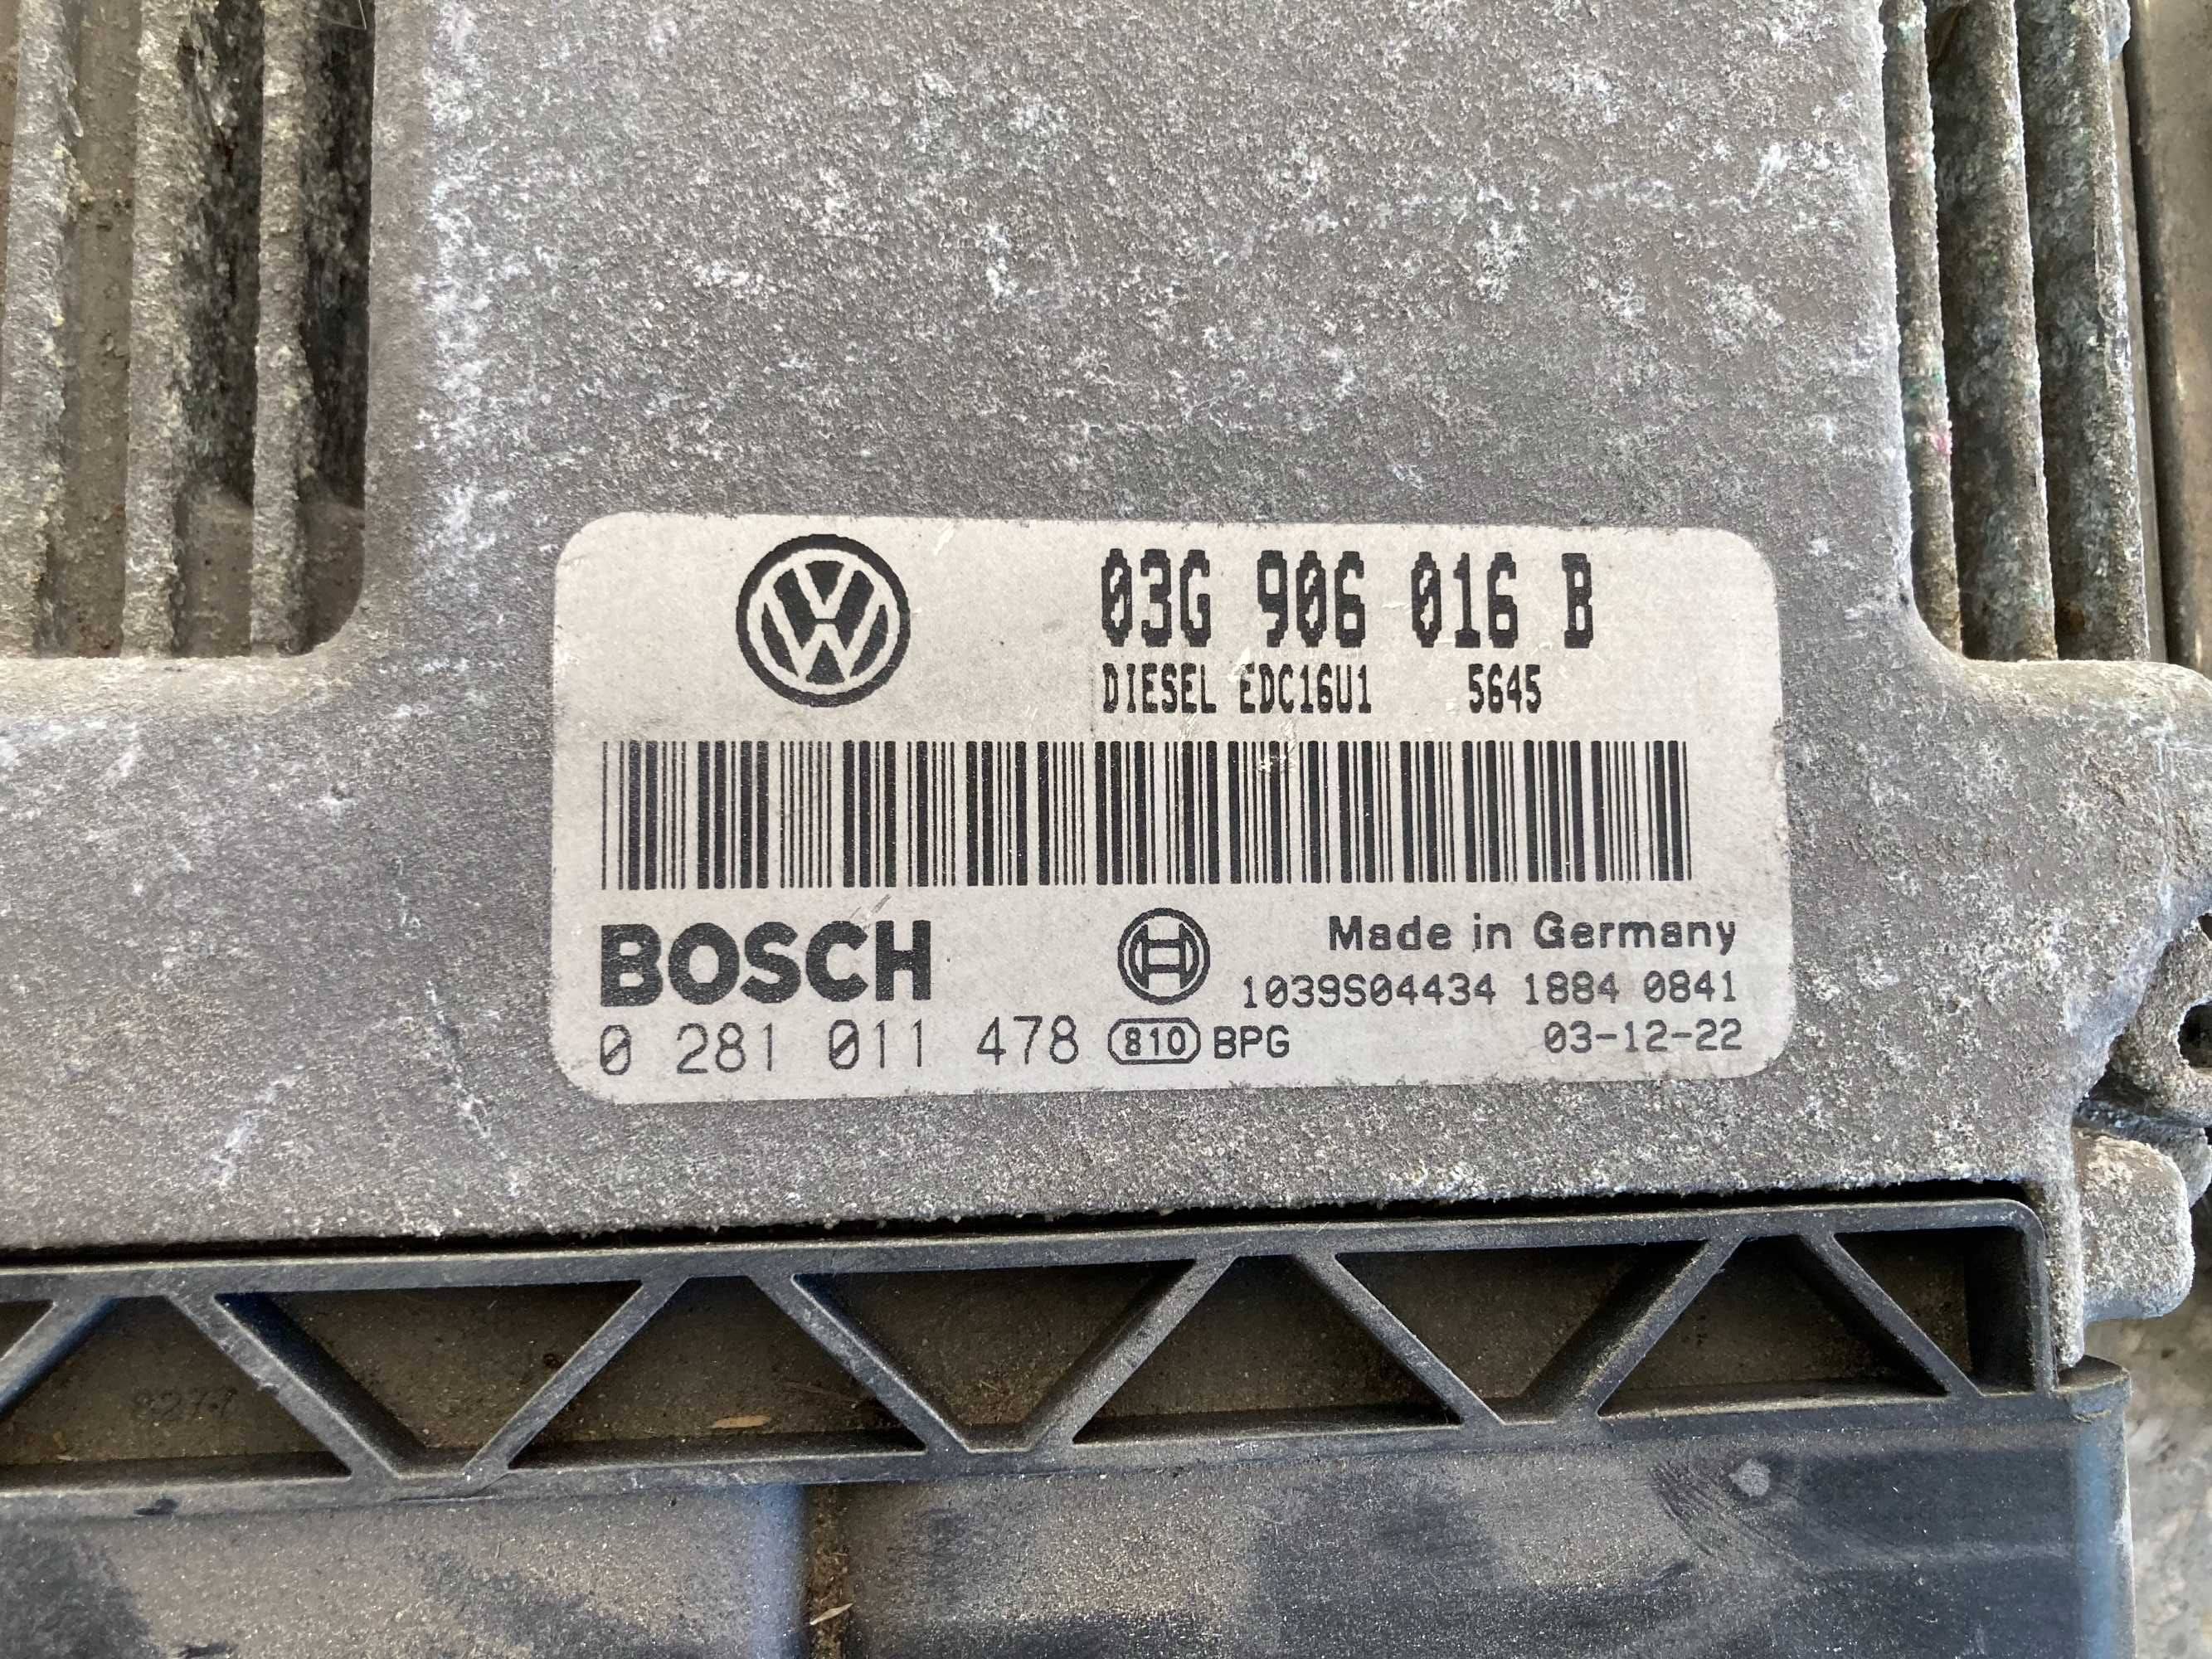 03G 906 016 B
DIESEL EDC16U1 5645
BOSCH
Made in Germany
1039S04434 1884 0841
0 281 011 478 810 BPG 03-12-22